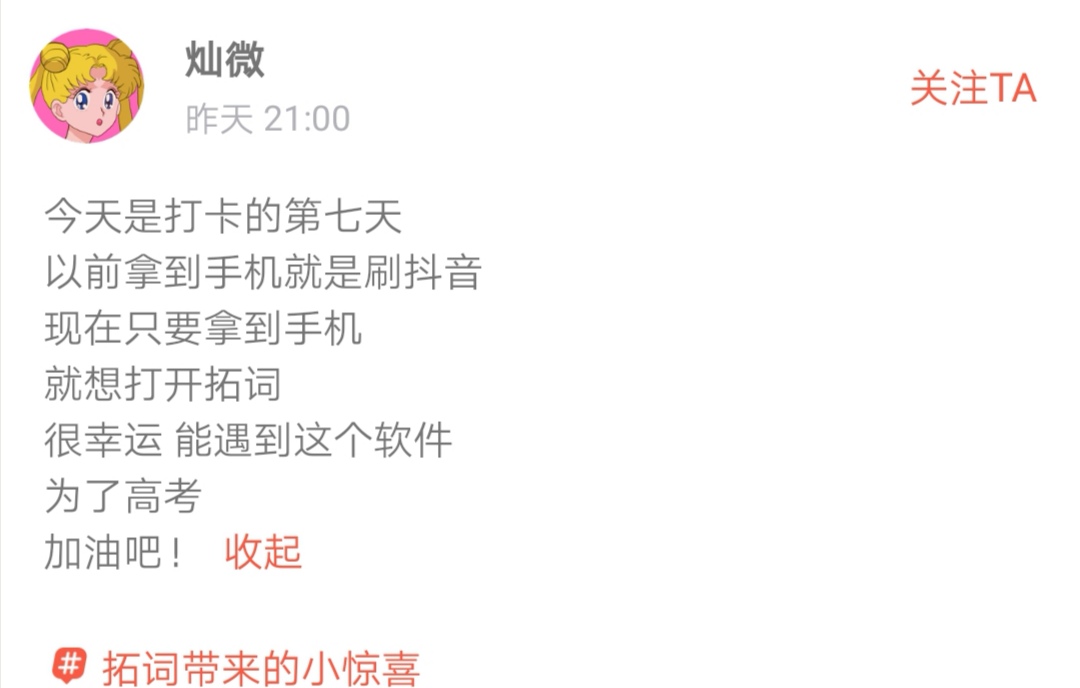 灿微
关注TA
昨天 21:00
今天是打卡的第七天
以前拿到手机就是刷抖音
现在只要拿到手机
就想打开拓词
很幸运 能遇到这个软件
为了高考
加油吧! 收起
# 拓词带来的小惊喜